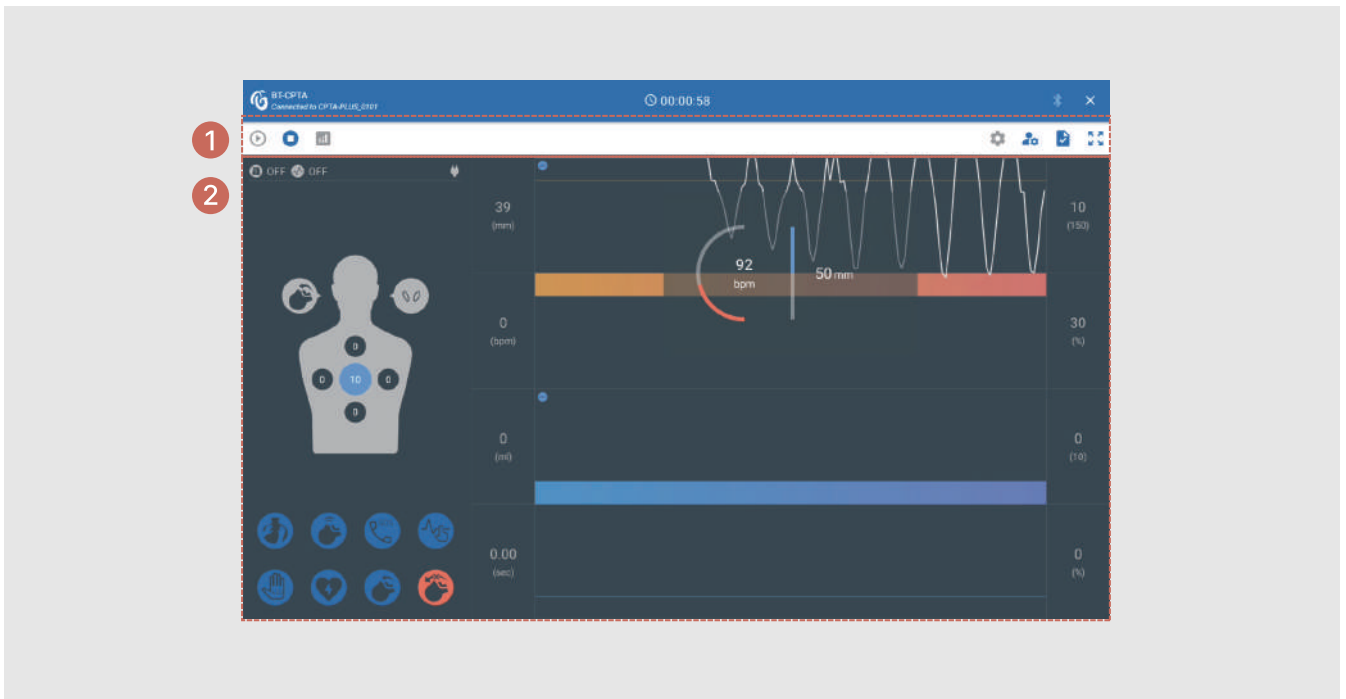 BT-CPTA
Connected to CPTA-PLUS_0101
00:00:58
1
2
OFF OFF
39
(mm)
10
(150)
92
bpm
50 mm
0
(bpm)
30
(%)
0
0 10 0
0
0
(ml)
0
(10)
0.00
(sec)
0
(%)